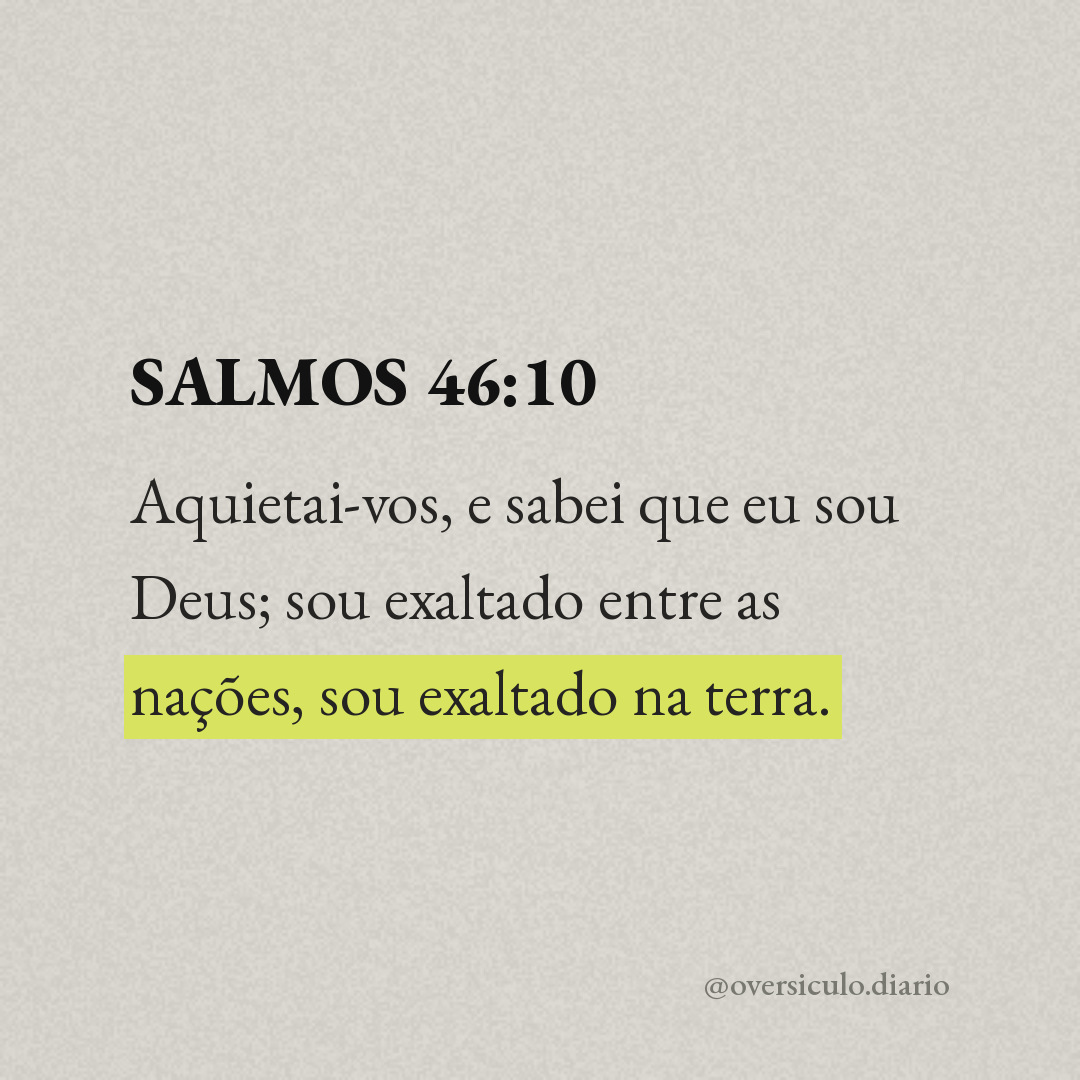 SALMOS 46:10
Aquietai-vos, e sabei que eu sou
Deus; sou exaltado entre as
nações, sou exaltado na terra.
@oversiculo.diario